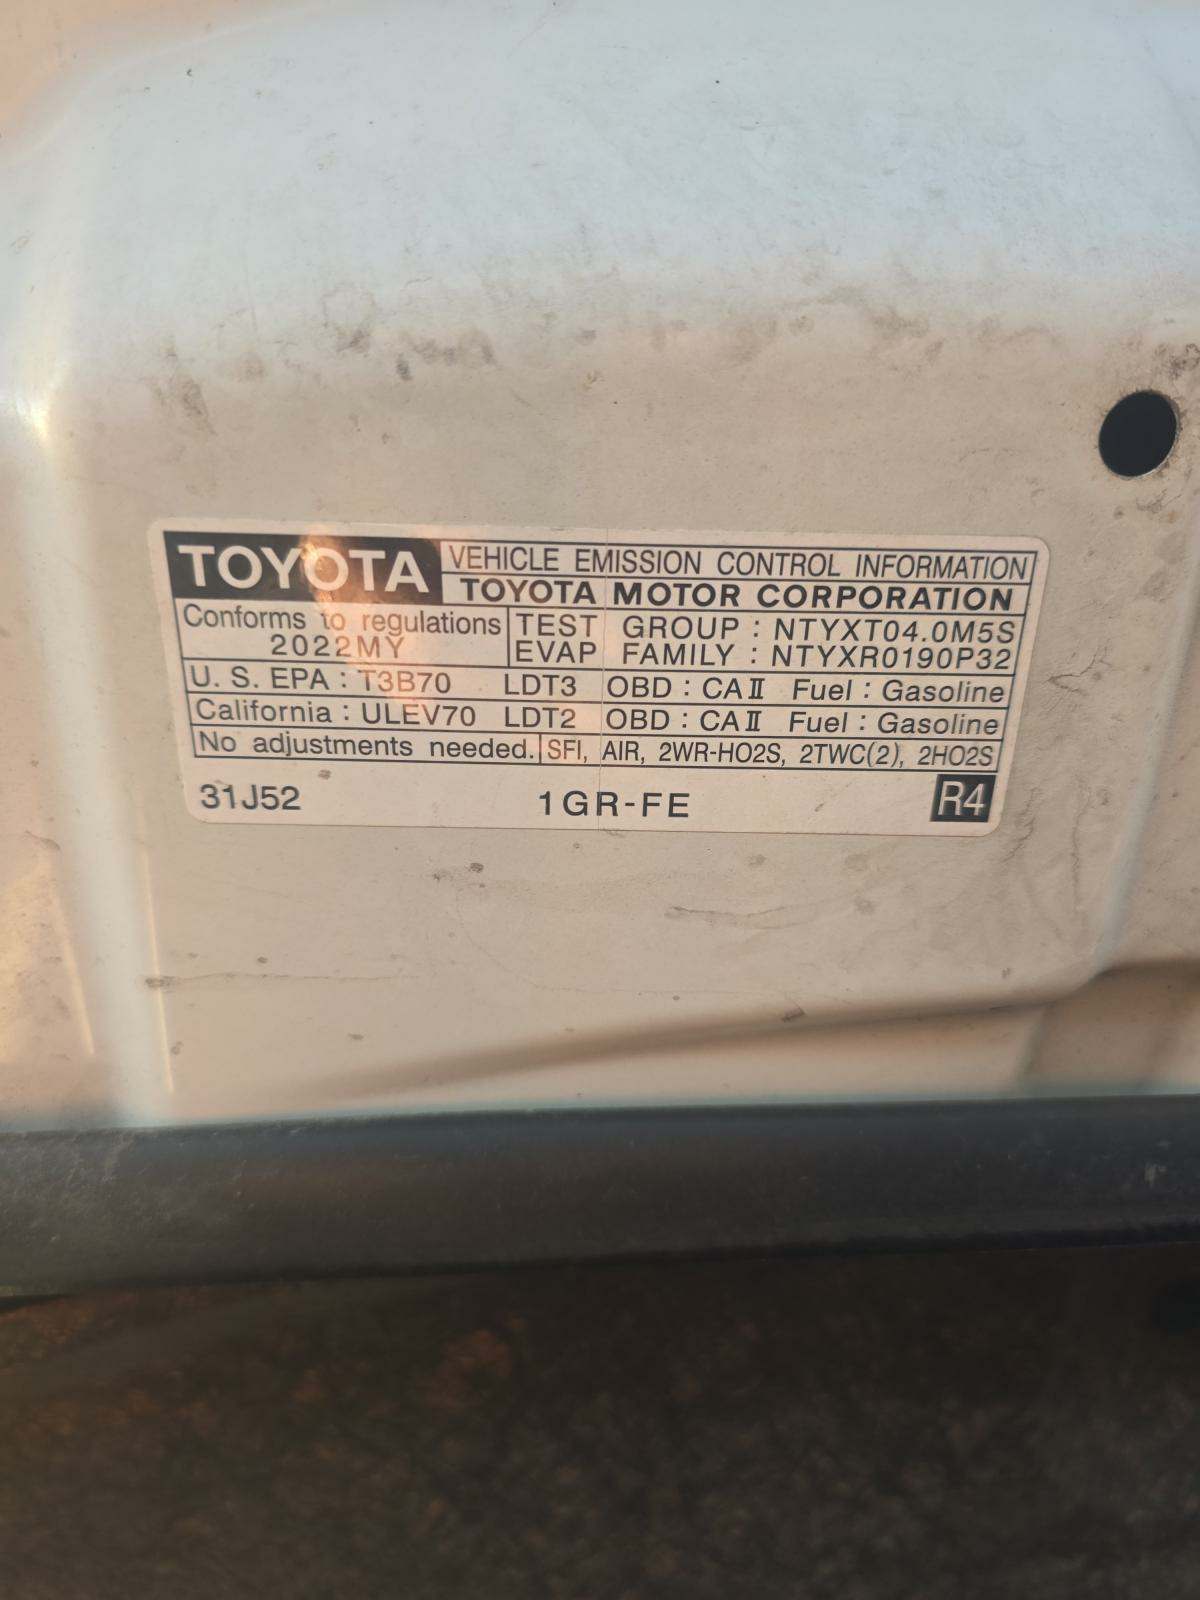 TOYOTA VEHICLE EMISSION CONTROL INFORMATION
TOYOTA MOTOR CORPORATION
Conforms to regulations TEST GROUP : NTYXT04.0M5S
2022MY EVAP FAMILY : NTYXR0190P32
U. S. EPA : T3B70 LDT3 OBD : CAⅡ Fuel : Gasoline
California : ULEV70 LDT2 OBD : CAⅡ Fuel : Gasoline
No adjustments needed. SFI, AIR, 2WR-HO2S, 2TWC(2), 2HO2S
31J52 1GR-FE R4